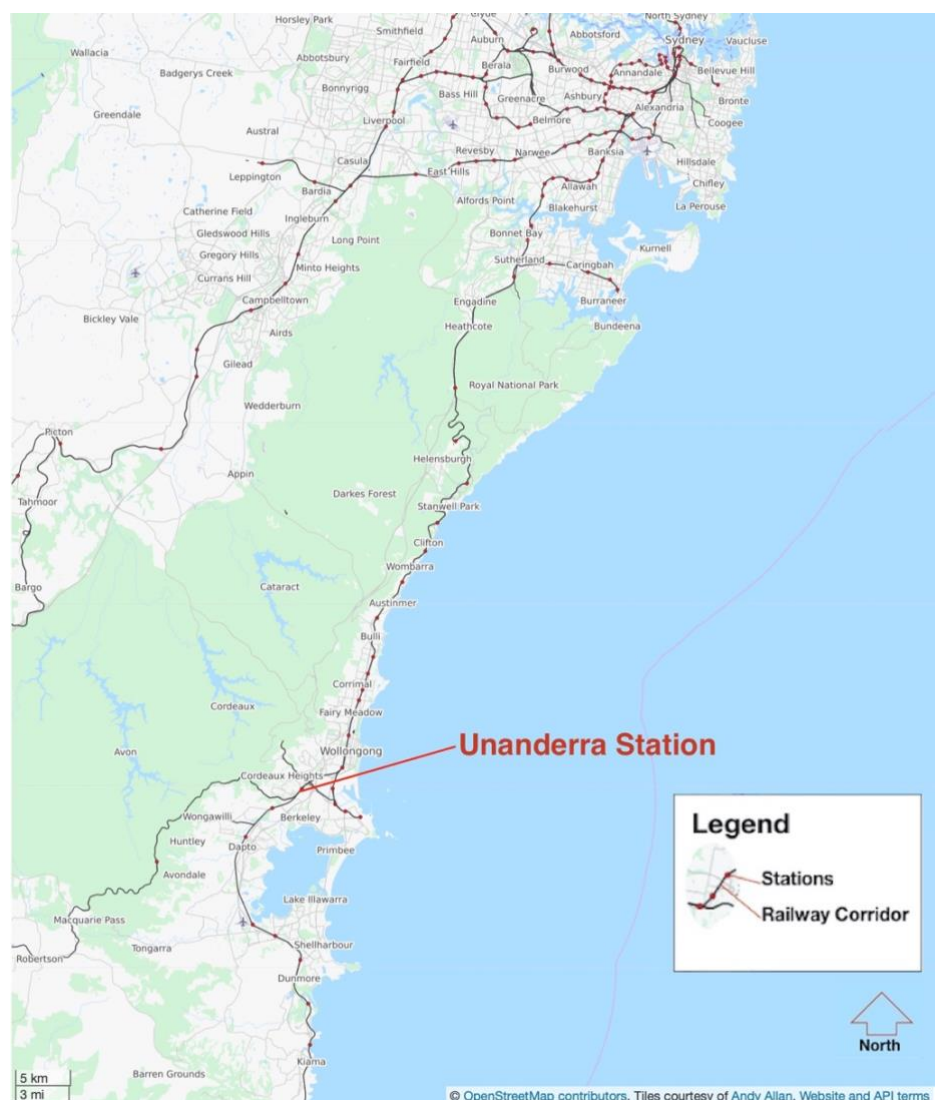 Horsley Park
Clyde
North Sydney
Smithfield
Auburn
Abbotsford
Sydney
Vaucluse
Wallacia
Abbotsbury
Fairfield
Berala
Burwood
Annandale
Bellevue Hill
Badgerys Creek
Bonnyrigg
Bass Hill
Greenacre
Ashbury
Bronte
Greendale
Liverpool
Belmore
Alexandria
Coogee
Austral
Casula
Revesby
Narwee
Banksia
Hillsdale
Leppington
Bardia
East Hills
Allawah
Chifley
Catherine Field
Ingleburn
Alfords Point
Blakehurst
La Perouse
Gledswood Hills
Long Point
Bonnet Bay
Kurnell
Gregory Hills
Minto Heights
Sutherland
Caringbah
Currans Hill
Campbelltown
Engadine
Burraneer
Bickley Vale
Airds
Heathcote
Bundeena
Gilead
Royal National Park
Wedderburn
Picton
Helensburgh
Appin
Tahmoor
Darkes Forest
Stanwell Park
Clifton
Wombarra
Bargo
Cataract
Austinmer
Bulli
Corrimal
Cordeaux
Fairy Meadow
Unanderra Station
Avon
Wollongong
Cordeaux Heights
Wongawilli
Berkeley
Huntley
Dapto
Primbee
Avondale
Lake Illawarra
Macquarie Pass
Tongarra
Shellharbour
Robertson
Dunmore
Kiama
Barren Grounds
Legend
Stations
Railway Corridor
North
5 km
3 mi
© OpenStreetMap contributors. Tiles courtesy of Andy Allan. Website and API terms